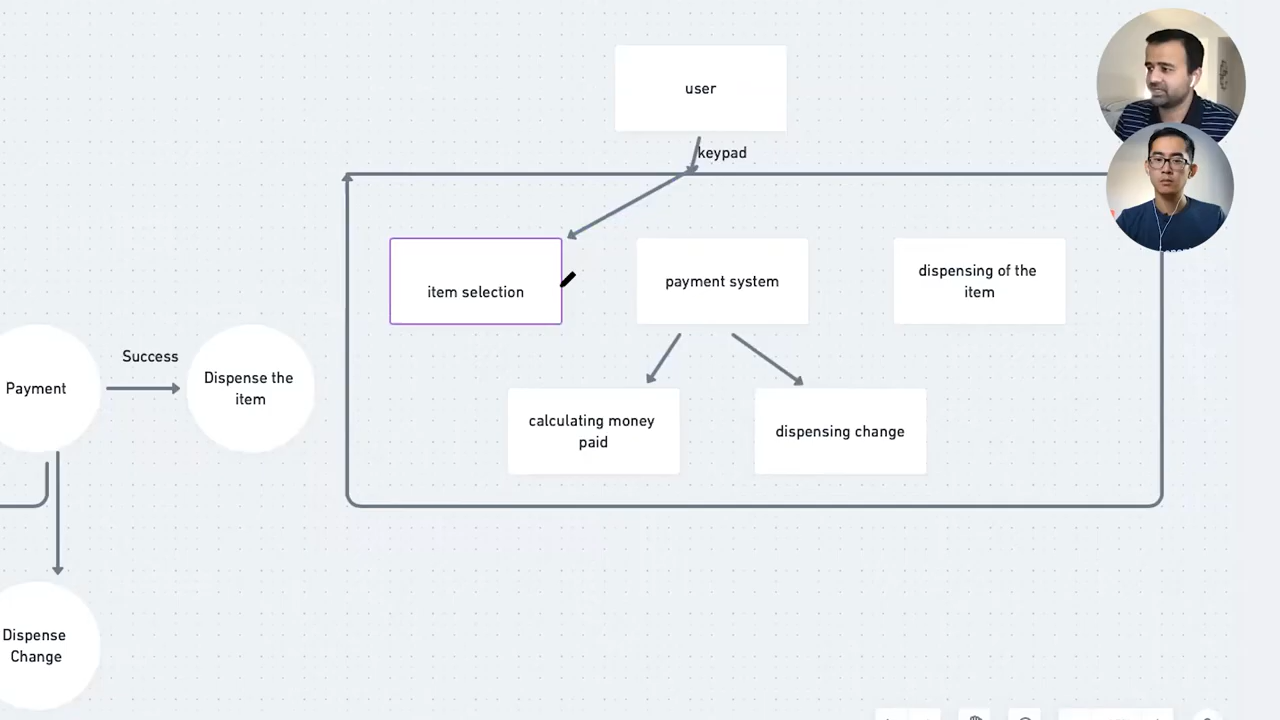 user
keypad
item selection
payment system
dispensing of the
item
Payment
Success
Dispense the
item
calculating money
paid
dispensing change
Dispense
Change